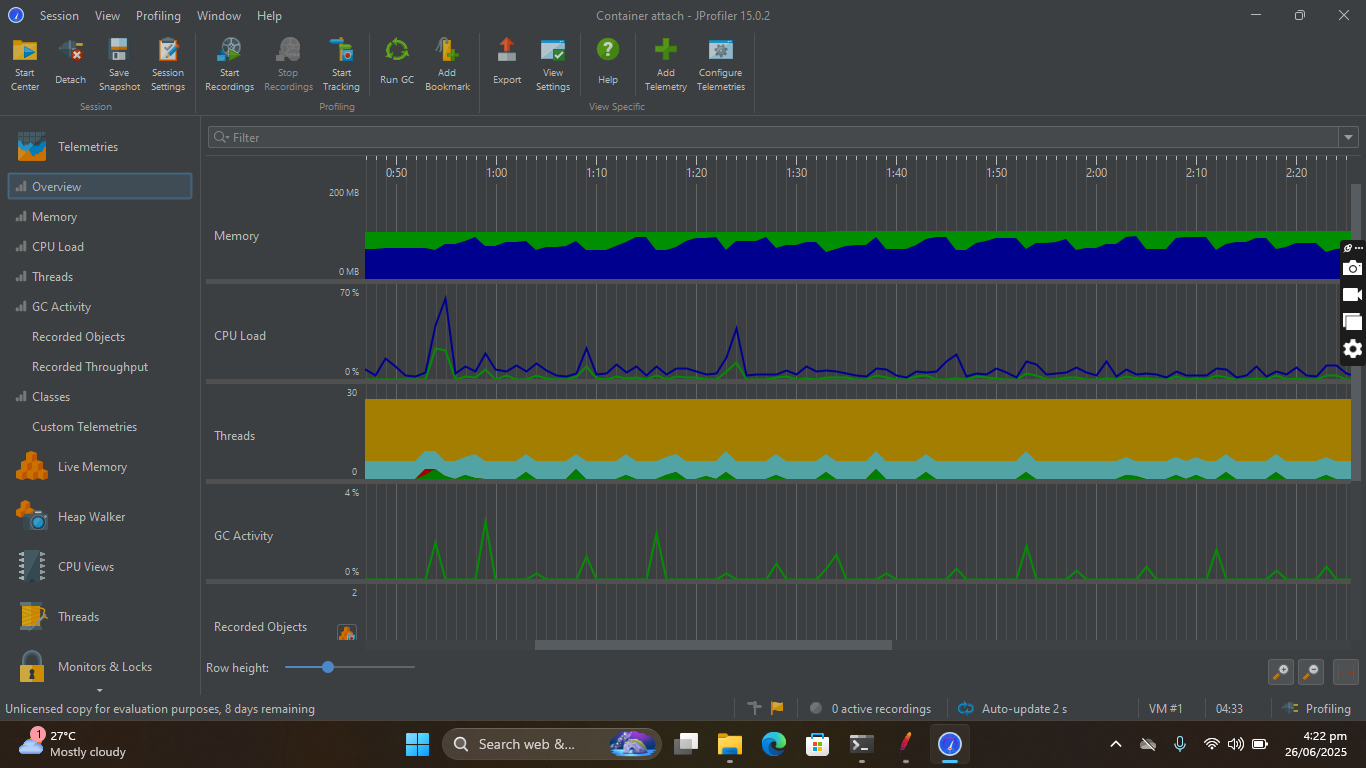 Session View Profiling Window Help
Container attach - JProfiler 15.0.2
Start Center
Detach
Save Snapshot
Session Settings
Start Recordings
Stop Recordings
Start Tracking
Run GC
Add Bookmark
Export
View Settings
Help
Add Telemetry
Configure Telemetries
Session
Profiling
View Specific
Telemetries
Overview
Memory
CPU Load
Threads
GC Activity
Recorded Objects
Recorded Throughput
Classes
Custom Telemetries
Live Memory
Heap Walker
CPU Views
Threads
Monitors & Locks
Filter
0:50 1:00 1:10 1:20 1:30 1:40 1:50 2:00 2:10 2:20
200 MB
Memory
0 MB
70 %
CPU Load
0 %
30
Threads
0
4 %
GC Activity
0 %
2
Recorded Objects
Row height:
Unlicensed copy for evaluation purposes, 8 days remaining
0 active recordings
Auto-update 2 s
VM #1
04:33
Profiling
1
27°C
Mostly cloudy
Search web &...
4:22 pm
26/06/2025